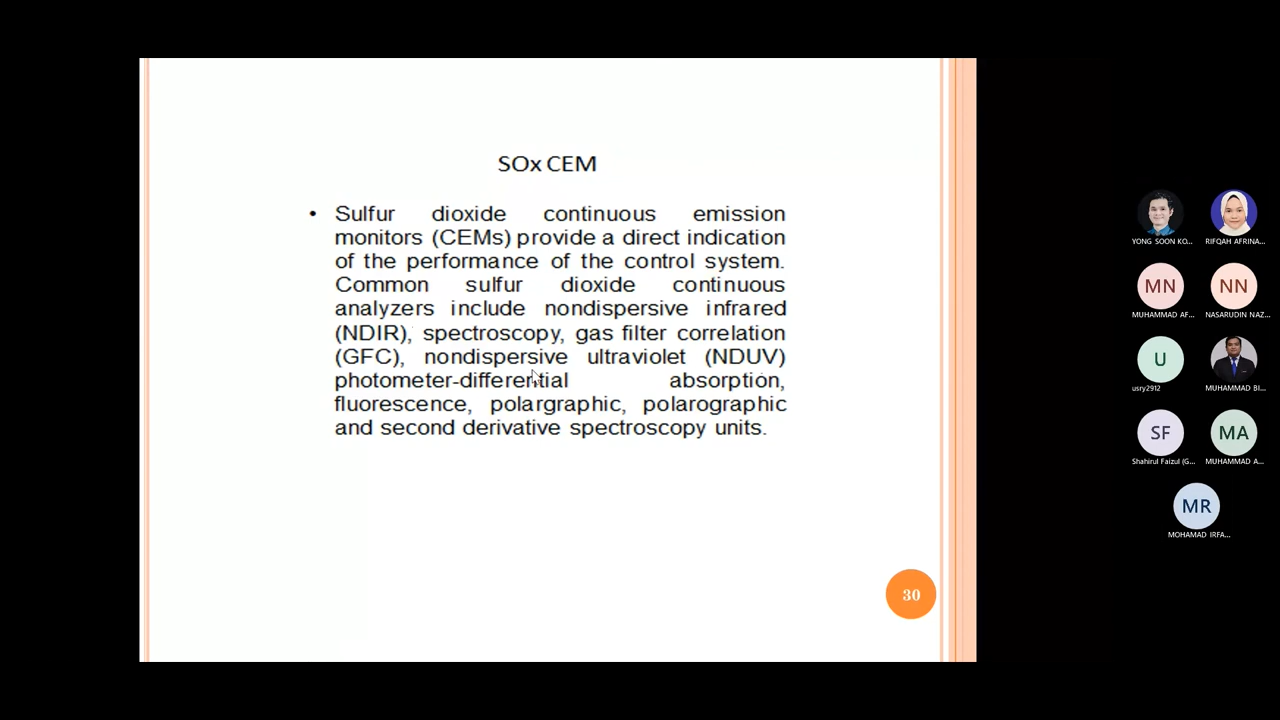 SOx CEM
• Sulfur dioxide continuous emission
monitors (CEMs) provide a direct indication
of the performance of the control system.
Common sulfur dioxide continuous
analyzers include nondispersive infrared
(NDIR), spectroscopy, gas filter correlation
(GFC), nondispersive ultraviolet (NDUV)
photometer-differential absorption,
fluorescence, polargraphic, polarographic
and second derivative spectroscopy units.
30
YONG SOON KO... RIFQAH AFRINA...
MN NN
MUHAMMAD AF... NASARUDIN NAZ...
U
usry2912 MUHAMMAD BI...
SF MA
Shahirul Faizul (G... MUHAMMAD A...
MR
MOHAMAD IRFA...